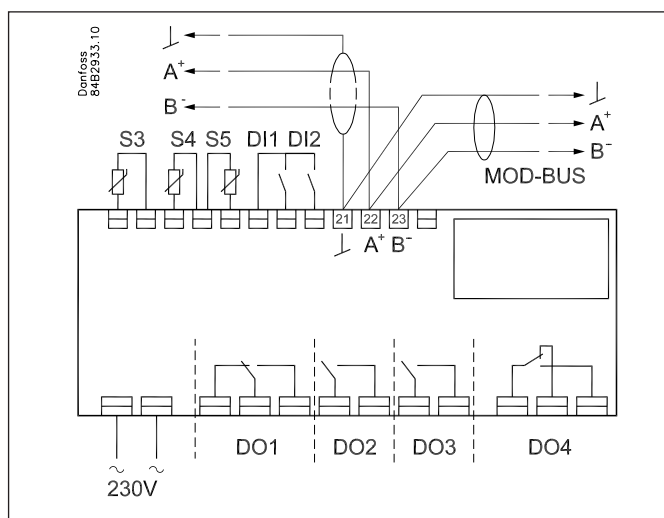 Danfoss
84B2933.10
A+
B-
S3 S4 S5 DI1 DI2
A+
B-
MOD-BUS
21 22 23
A+ B-
DO1 DO2 DO3 DO4
~ ~
230V